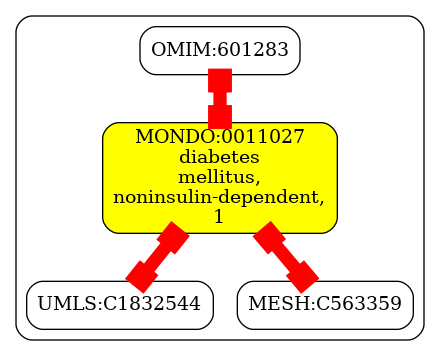 OMIM:601283
MONDO:0011027
diabetes
mellitus,
noninsulin-dependent,
1
UMLS:C1832544
MESH:C563359